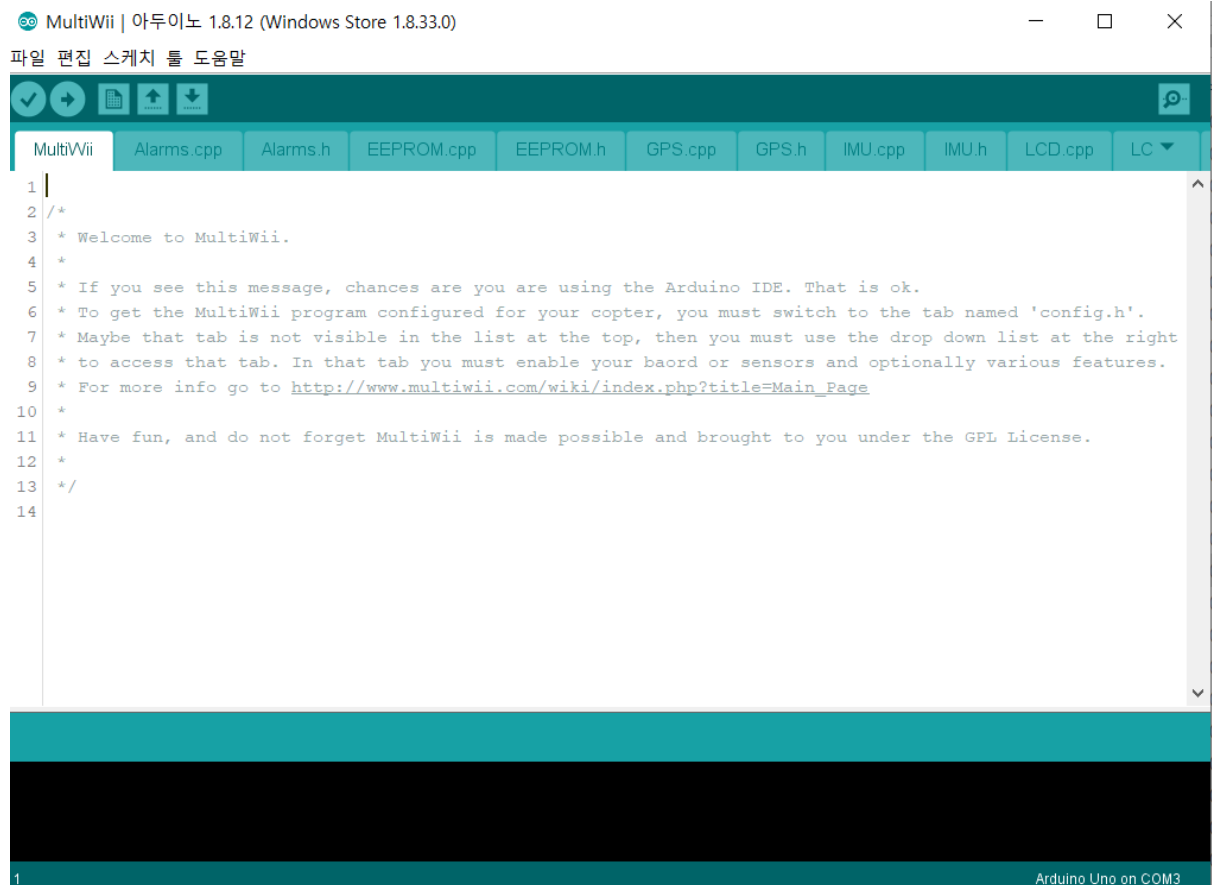 MultiWii | 아두이노 1.8.12 (Windows Store 1.8.33.0)
파일 편집 스케치 툴 도움말
MultiWii Alarms.cpp Alarms.h EEPROM.cpp EEPROM.h GPS.cpp GPS.h IMU.cpp IMU.h LCD.cpp LC
1
2 /*
3 * Welcome to MultiWii.
4 *
5 * If you see this message, chances are you are using the Arduino IDE. That is ok.
6 * To get the MultiWii program configured for your copter, you must switch to the tab named 'config.h'.
7 * Maybe that tab is not visible in the list at the top, then you must use the drop down list at the right
8 * to access that tab. In that tab you must enable your baord or sensors and optionally various features.
9 * For more info go to http://www.multiwii.com/wiki/index.php?title=Main_Page
10 *
11 * Have fun, and do not forget MultiWii is made possible and brought to you under the GPL License.
12 *
13 */
14
1 Arduino Uno on COM3